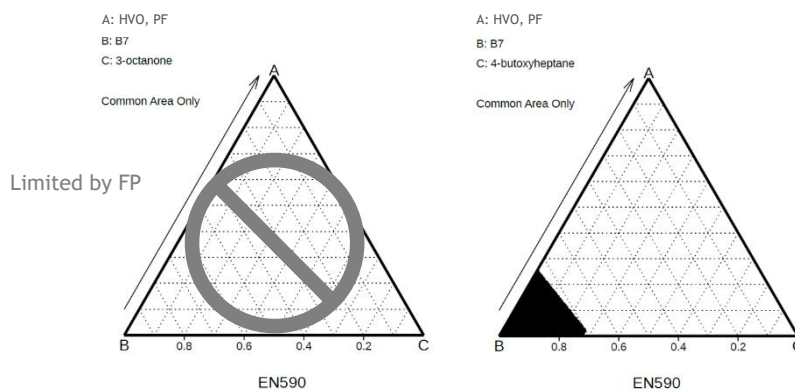 A: HVO, PF
B: B7
C: 3-octanone
Common Area Only
A
Limited by FP
B
0.8
0.6
0.4
0.2
C
EN590
A: HVO, PF
B: B7
C: 4-butoxyheptane
Common Area Only
A
B
0.8
0.6
0.4
0.2
C
EN590